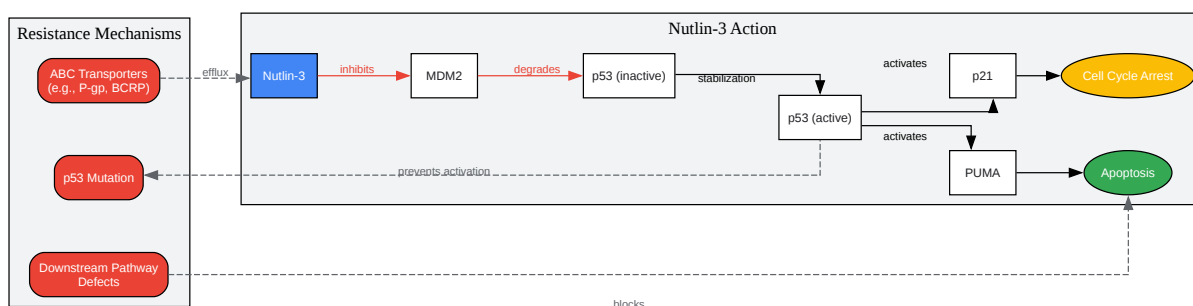 Resistance Mechanisms
Nutlin-3 Action
ABC Transporters
(e.g., P-gp, BCRP)
efflux
Nutlin-3
inhibits
MDM2
degrades
p53 (inactive)
stabilization
activates
p21
Cell Cycle Arrest
p53 (active)
activates
p53 Mutation
prevents activation
PUMA
Apoptosis
Downstream Pathway
Defects
blocks